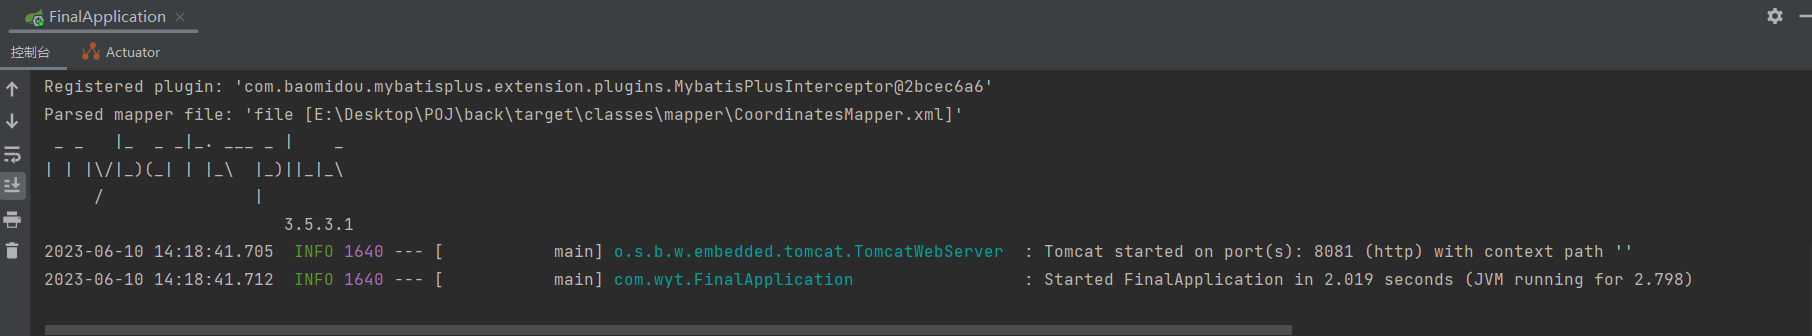 FinalApplication
控制台 Actuator
Registered plugin: 'com.baomidou.mybatisplus.extension.plugins.MybatisPlusInterceptor@2bcec6a6'
Parsed mapper file: 'file [E:\Desktop\POJ\back\target\classes\mapper\CoordinatesMapper.xml]'
 _ _   |_  _ _|_. ___ _ |    _
| | |\/|_)(_| | |_\  |_)||_|_\
     /               |
                        3.5.3.1
2023-06-10 14:18:41.705  INFO 1640 --- [           main] o.s.b.w.embedded.tomcat.TomcatWebServer  : Tomcat started on port(s): 8081 (http) with context path ''
2023-06-10 14:18:41.712  INFO 1640 --- [           main] com.wyt.FinalApplication                 : Started FinalApplication in 2.019 seconds (JVM running for 2.798)